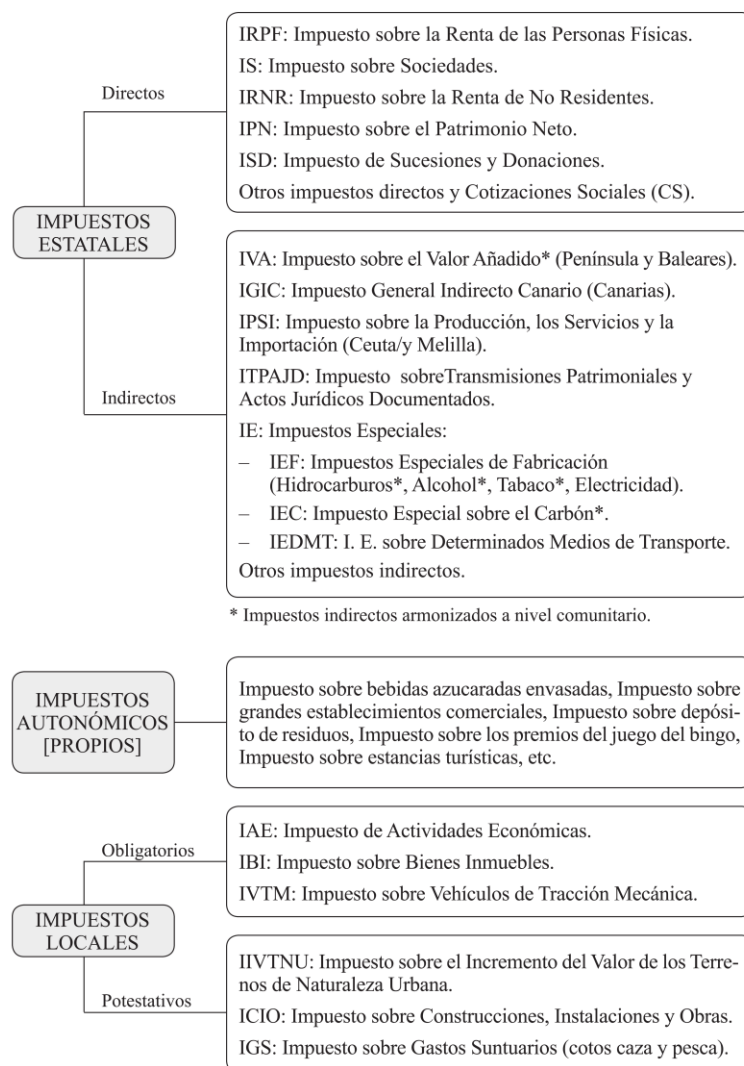 IRPF: Impuesto sobre la Renta de las Personas Físicas.
IS: Impuesto sobre Sociedades.
Directos
IRNR: Impuesto sobre la Renta de No Residentes.
IPN: Impuesto sobre el Patrimonio Neto.
ISD: Impuesto de Sucesiones y Donaciones.
Otros impuestos directos y Cotizaciones Sociales (CS).
IMPUESTOS
ESTATALES
IVA: Impuesto sobre el Valor Añadido* (Península y Baleares).
IGIC: Impuesto General Indirecto Canario (Canarias).
IPSI: Impuesto sobre la Producción, los Servicios y la
Importación (Ceuta/y Melilla).
ITPAJD: Impuesto sobreTransmisiones Patrimoniales y
Actos Jurídicos Documentados.
Indirectos
IE: Impuestos Especiales:
– IEF: Impuestos Especiales de Fabricación
(Hidrocarburos*, Alcohol*, Tabaco*, Electricidad).
– IEC: Impuesto Especial sobre el Carbón*.
– IEDMT: I. E. sobre Determinados Medios de Transporte.
Otros impuestos indirectos.
* Impuestos indirectos armonizados a nivel comunitario.
IMPUESTOS
AUTONÓMICOS
[PROPIOS]
Impuesto sobre bebidas azucaradas envasadas, Impuesto sobre
grandes establecimientos comerciales, Impuesto sobre depósi-
to de residuos, Impuesto sobre los premios del juego del bingo,
Impuesto sobre estancias turísticas, etc.
Obligatorios
IAE: Impuesto de Actividades Económicas.
IBI: Impuesto sobre Bienes Inmuebles.
IVTM: Impuesto sobre Vehículos de Tracción Mecánica.
IMPUESTOS
LOCALES
Potestativos
IIVTNU: Impuesto sobre el Incremento del Valor de los Terre-
nos de Naturaleza Urbana.
ICIO: Impuesto sobre Construcciones, Instalaciones y Obras.
IGS: Impuesto sobre Gastos Suntuarios (cotos caza y pesca).